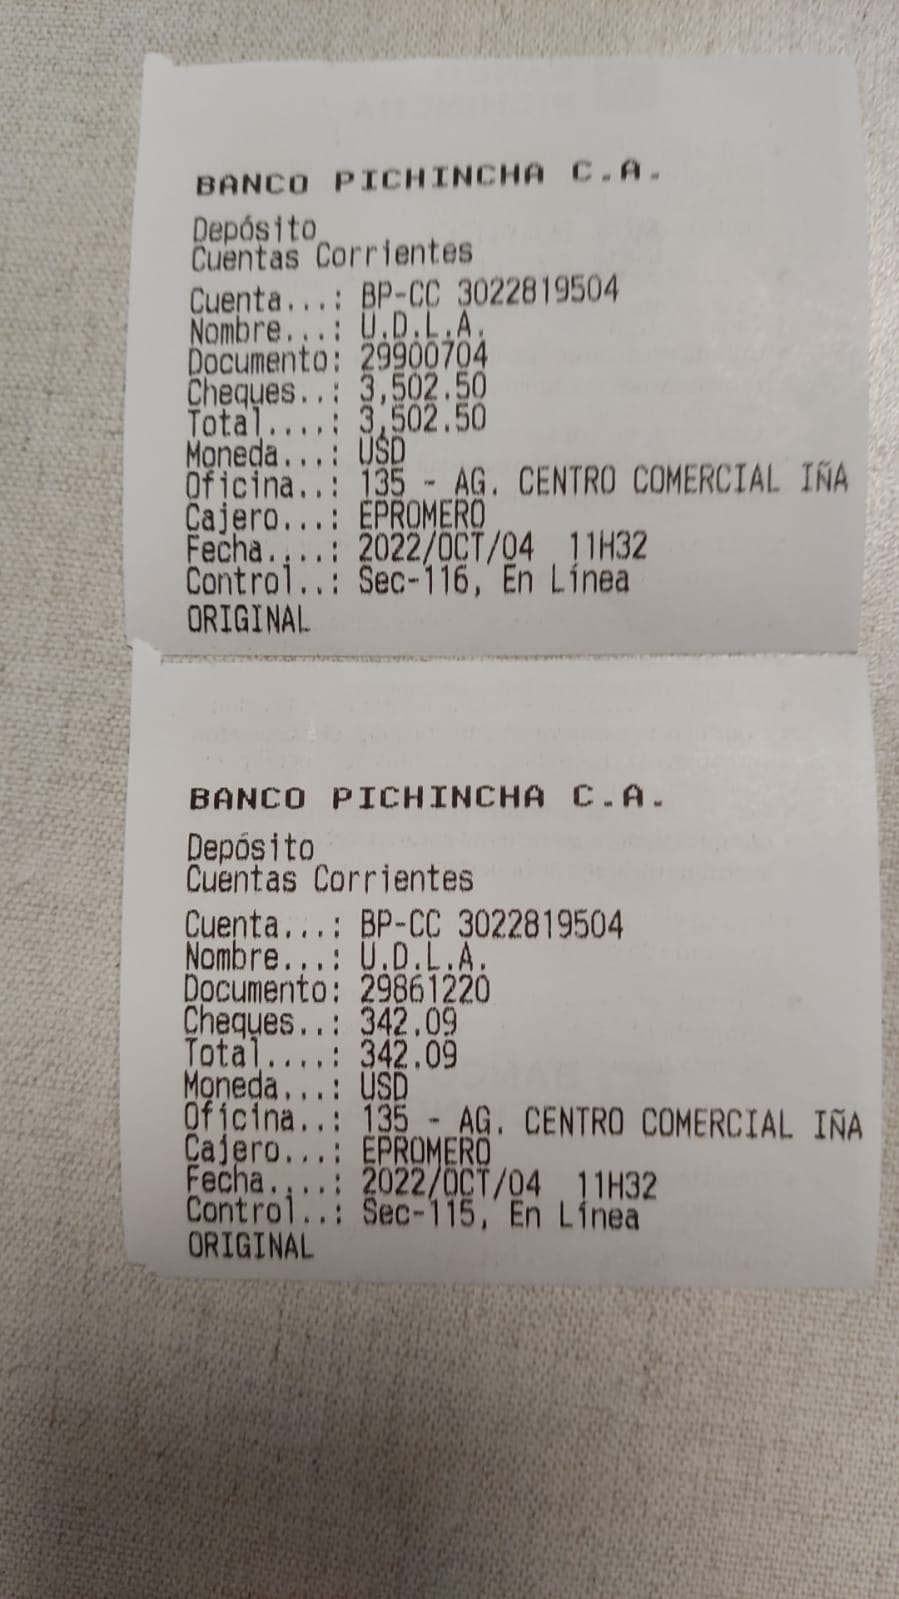 BANCO PICHINCHA C.A.
Depósito
Cuentas Corrientes
Cuenta...: BP-CC 3022819504
Nombre...: U.D.L.A.
Documento: 29900704
Cheques..: 3,502.50
Total....: 3,502.50
Moneda...: USD
Oficina..: 135 - AG. CENTRO COMERCIAL IÑA
Cajero...: EPROMERO
Fecha....: 2022/OCT/04 11H32
Control..: Sec-116, En Línea
ORIGINAL
BANCO PICHINCHA C.A.
Depósito
Cuentas Corrientes
Cuenta...: BP-CC 3022819504
Nombre...: U.D.L.A.
Documento: 29861220
Cheques..: 342.09
Total....: 342.09
Moneda...: USD
Oficina..: 135 - AG. CENTRO COMERCIAL IÑA
Cajero...: EPROMERO
Fecha....: 2022/OCT/04 11H32
Control..: Sec-115, En Línea
ORIGINAL